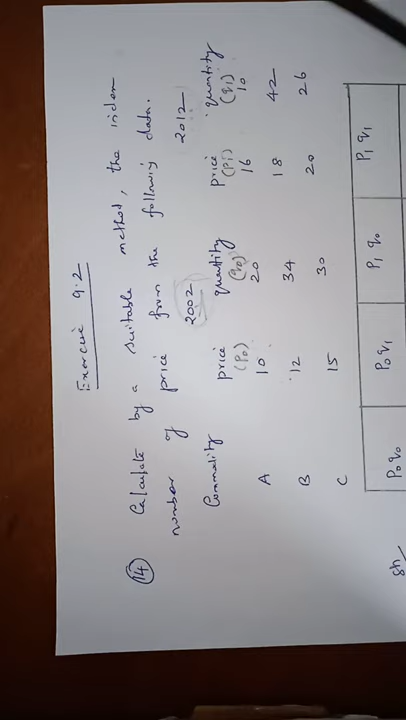 Exercise 9.2
(14) Calculate by a suitable method, the index
number of price from the following data.
2002 2012
Commality price (P0) quantity (q0) price (P1) quantity (q1)
A 10 20 16 10
B 12 34 18 42
C 15 30 20 26
Sh/
P0q0 P0q1 P1q0 P1q1